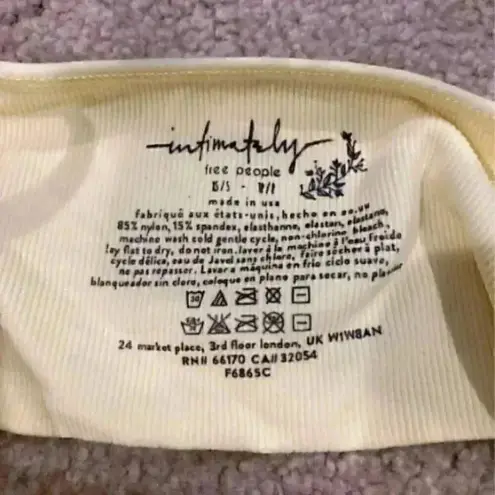 intimately
free people
made in usa
fabriqué aux états-unis, hecho en ee.uu
85% nylon, 15% spandex, elasthanne, elastan, elastano,
machine wash cold gentle cycle, non-chlorine bleach,
lay flat to dry, donot iron.laver à la machine à l'eau froide
cycle délica, eau de Javel sans chlore, faire sécher à plat,
ne pas repasser. Lavar a máquina en frio ciclo suave,
blanqueador sin cloro, coloque en plano para secar, no planchar
30
24 market place, 3rd floor london, UK W1W8AN
RN# 66170 CA# 32054
F6865C